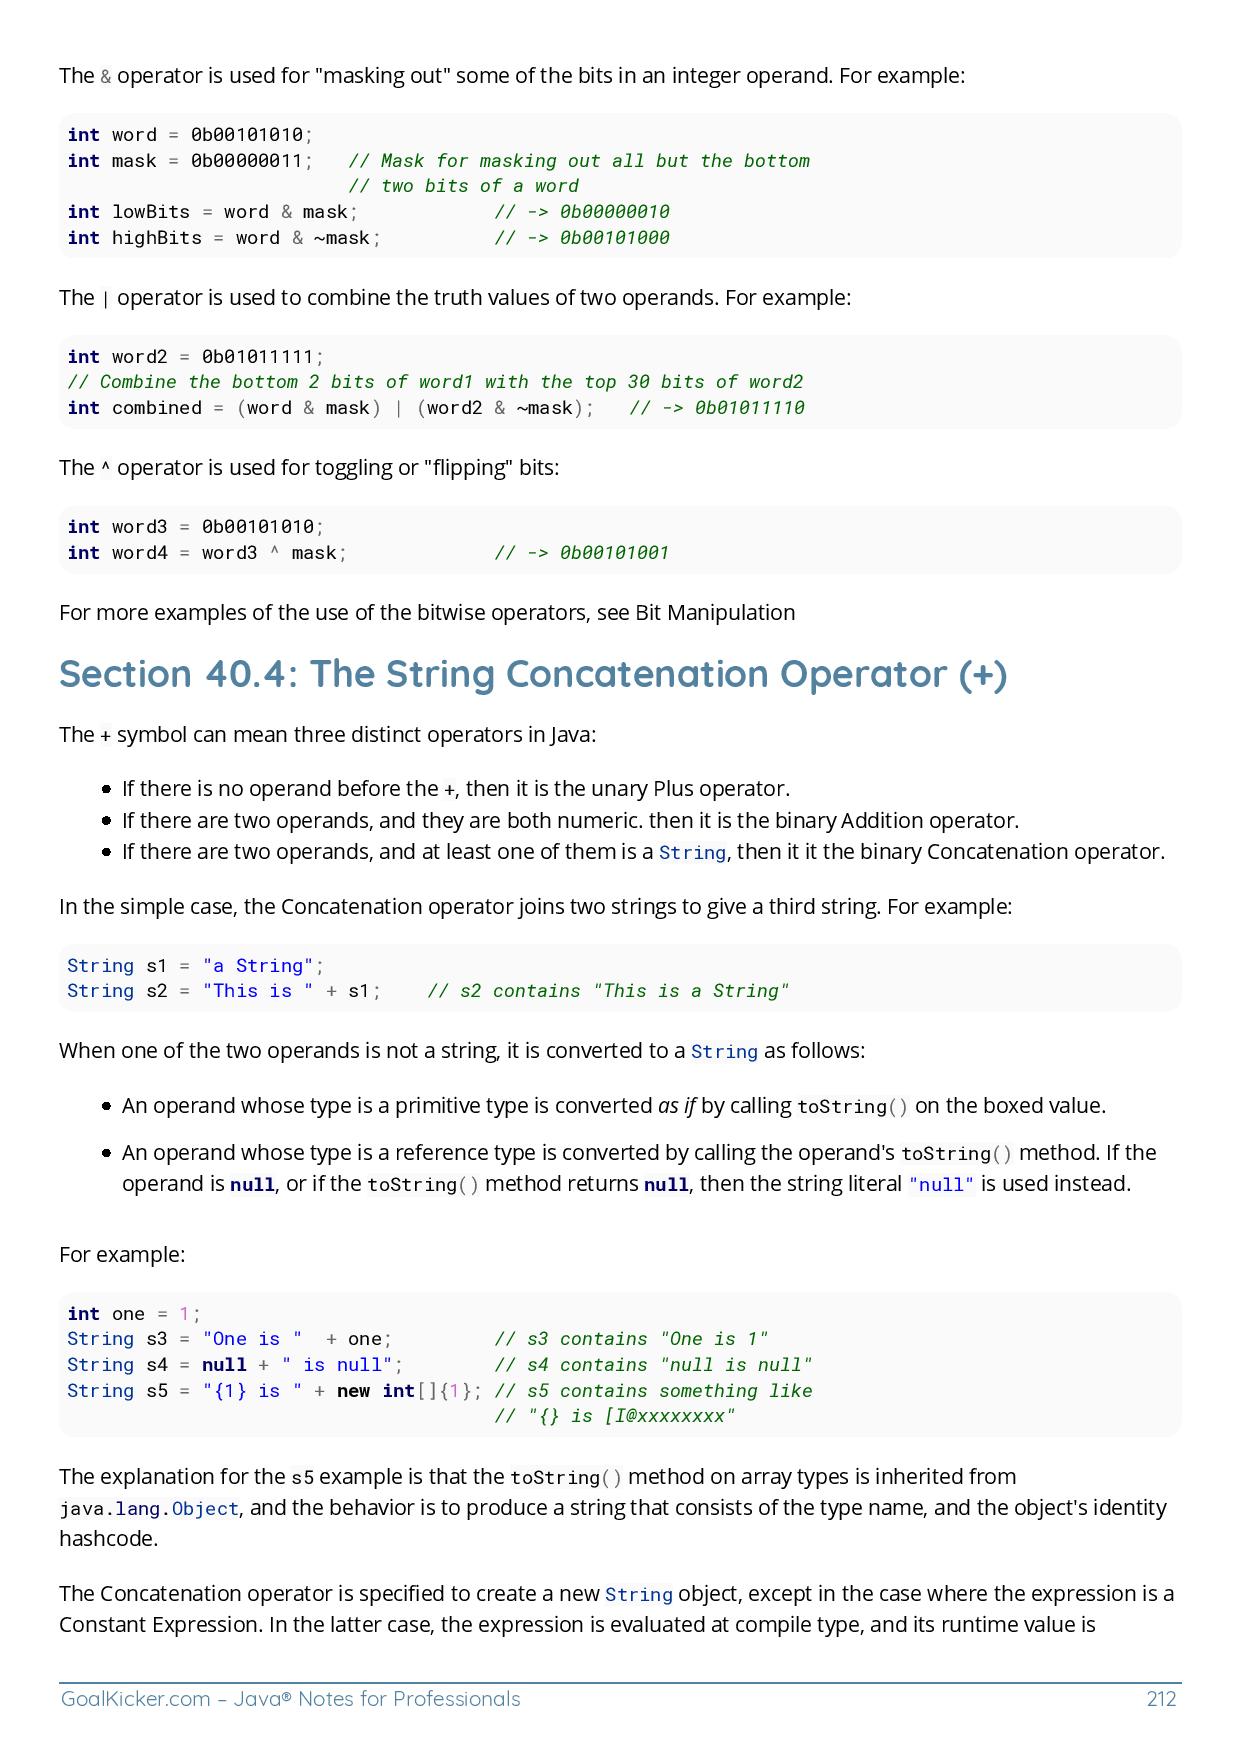 The & operator is used for "masking out" some of the bits in an integer operand. For example:
int word = 0b00101010;
int mask = 0b00000011;   // Mask for masking out all but the bottom
                         // two bits of a word
int lowBits = word & mask;            // -> 0b00000010
int highBits = word & ~mask;          // -> 0b00101000
The | operator is used to combine the truth values of two operands. For example:
int word2 = 0b01011111;
// Combine the bottom 2 bits of word1 with the top 30 bits of word2
int combined = (word & mask) | (word2 & ~mask);   // -> 0b01011110
The ^ operator is used for toggling or "flipping" bits:
int word3 = 0b00101010;
int word4 = word3 ^ mask;             // -> 0b00101001
For more examples of the use of the bitwise operators, see Bit Manipulation
Section 40.4: The String Concatenation Operator (+)
The + symbol can mean three distinct operators in Java:
• If there is no operand before the +, then it is the unary Plus operator.
• If there are two operands, and they are both numeric. then it is the binary Addition operator.
• If there are two operands, and at least one of them is a String, then it it the binary Concatenation operator.
In the simple case, the Concatenation operator joins two strings to give a third string. For example:
String s1 = "a String";
String s2 = "This is " + s1;    // s2 contains "This is a String"
When one of the two operands is not a string, it is converted to a String as follows:
• An operand whose type is a primitive type is converted as if by calling toString() on the boxed value.
• An operand whose type is a reference type is converted by calling the operand's toString() method. If the
operand is null, or if the toString() method returns null, then the string literal "null" is used instead.
For example:
int one = 1;
String s3 = "One is "  + one;         // s3 contains "One is 1"
String s4 = null + " is null";        // s4 contains "null is null"
String s5 = "{1} is " + new int[]{1}; // s5 contains something like
                                      // "{} is [I@xxxxxxxx"
The explanation for the s5 example is that the toString() method on array types is inherited from
java.lang.Object, and the behavior is to produce a string that consists of the type name, and the object's identity
hashcode.
The Concatenation operator is specified to create a new String object, except in the case where the expression is a
Constant Expression. In the latter case, the expression is evaluated at compile type, and its runtime value is
GoalKicker.com – Java® Notes for Professionals 212